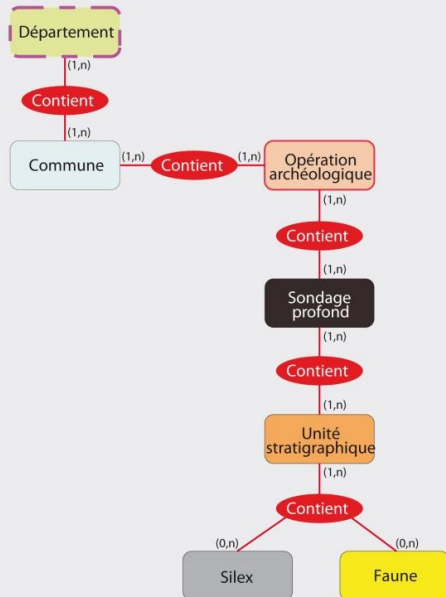 Département
(1,n)
Contient
(1,n)
Commune
(1,n)
Contient
(1,n)
Opération
archéologique
(1,n)
Contient
(1,n)
Sondage
profond
(1,n)
Contient
(1,n)
Unité
stratigraphique
(1,n)
Contient
(0,n)
(0,n)
Silex
Faune